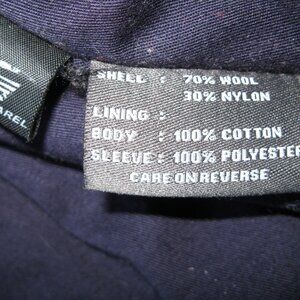 SHELL : 70% WOOL
30% NYLON
LINING :
BODY : 100% COTTON
SLEEVE : 100% POLYESTER
CARE ON REVERSE